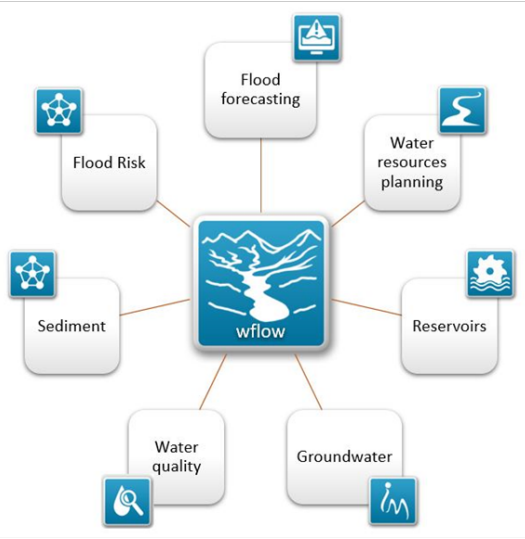 Flood
forecasting
Flood Risk
Water
resources
planning
wflow
Sediment
Reservoirs
Water
quality
Groundwater